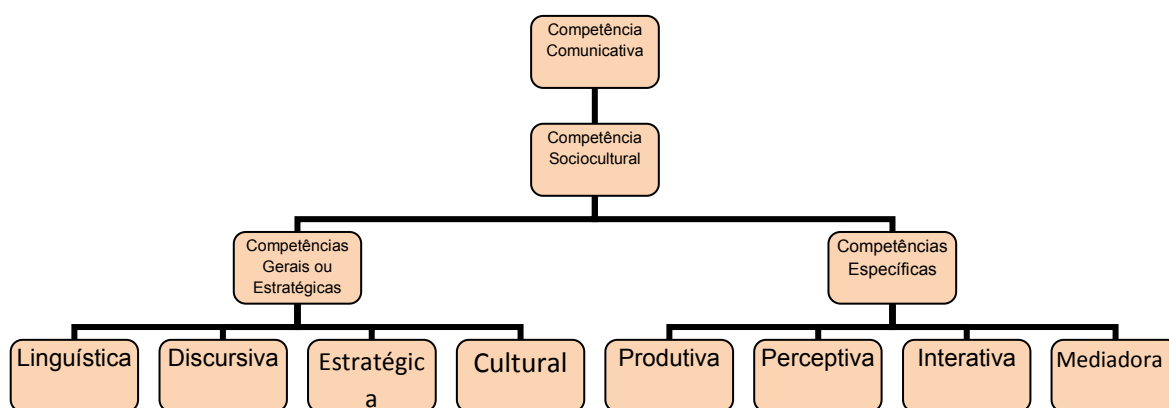 Competência
Comunicativa
Competência
Sociocultural
Competências
Gerais ou
Estratégicas
Competências
Específicas
Linguística
Discursiva
Estratégic
a
Cultural
Produtiva
Perceptiva
Interativa
Mediadora